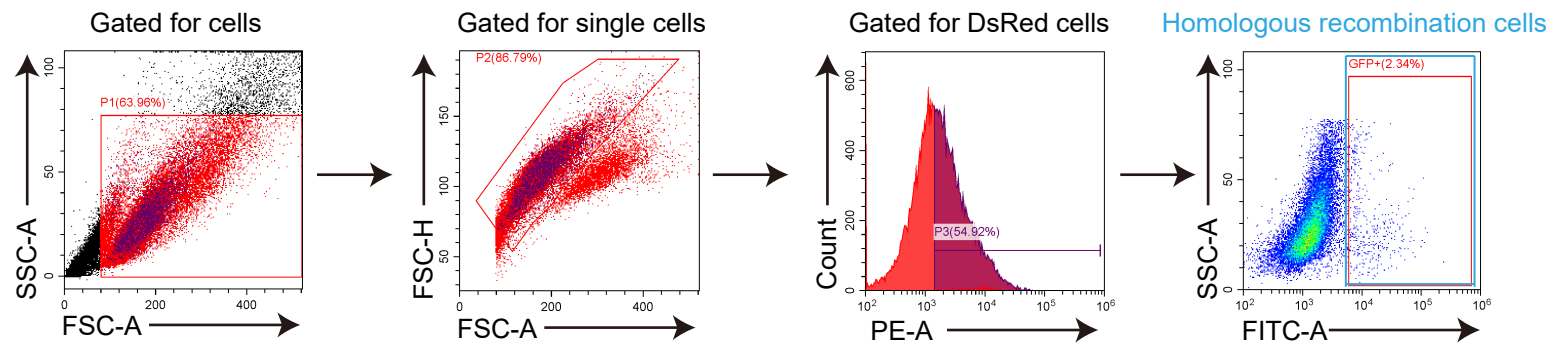 Gated for cells
Gated for single cells
Gated for DsRed cells
Homologous recombination cells
P1(63.96%)
100
50
0
SSC-A
0
200
400
FSC-A
P2(86.79%)
150
100
50
FSC-H
0
200
400
FSC-A
600
400
200
0
Count
P3(54.92%)
10²
10³
10⁴
10⁵
10⁶
PE-A
GFP+(2.34%)
100
50
0
SSC-A
10²
10³
10⁴
10⁵
10⁶
FITC-A